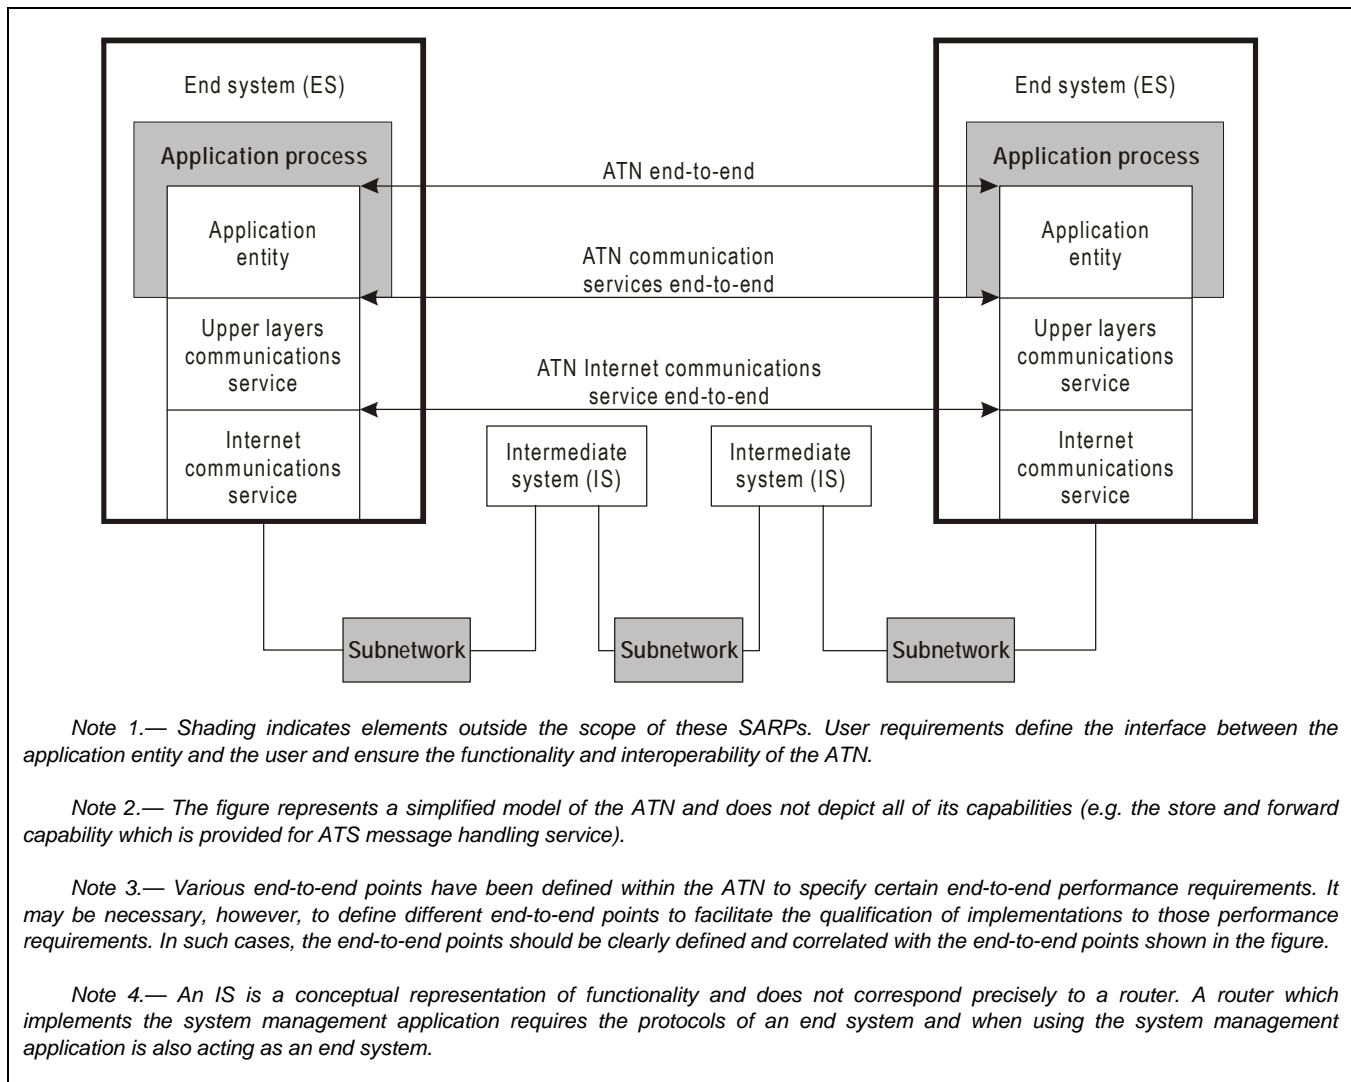 End system (ES)
End system (ES)
Application process
Application process
ATN end-to-end
Application
entity
Application
entity
ATN communication
services end-to-end
Upper layers
communications
service
Upper layers
communications
service
ATN Internet communications
service end-to-end
Internet
communications
service
Internet
communications
service
Intermediate
system (IS)
Intermediate
system (IS)
Subnetwork
Subnetwork
Subnetwork
Note 1.— Shading indicates elements outside the scope of these SARPs. User requirements define the interface between the
application entity and the user and ensure the functionality and interoperability of the ATN.
Note 2.— The figure represents a simplified model of the ATN and does not depict all of its capabilities (e.g. the store and forward
capability which is provided for ATS message handling service).
Note 3.— Various end-to-end points have been defined within the ATN to specify certain end-to-end performance requirements. It
may be necessary, however, to define different end-to-end points to facilitate the qualification of implementations to those performance
requirements. In such cases, the end-to-end points should be clearly defined and correlated with the end-to-end points shown in the figure.
Note 4.— An IS is a conceptual representation of functionality and does not correspond precisely to a router. A router which
implements the system management application requires the protocols of an end system and when using the system management
application is also acting as an end system.